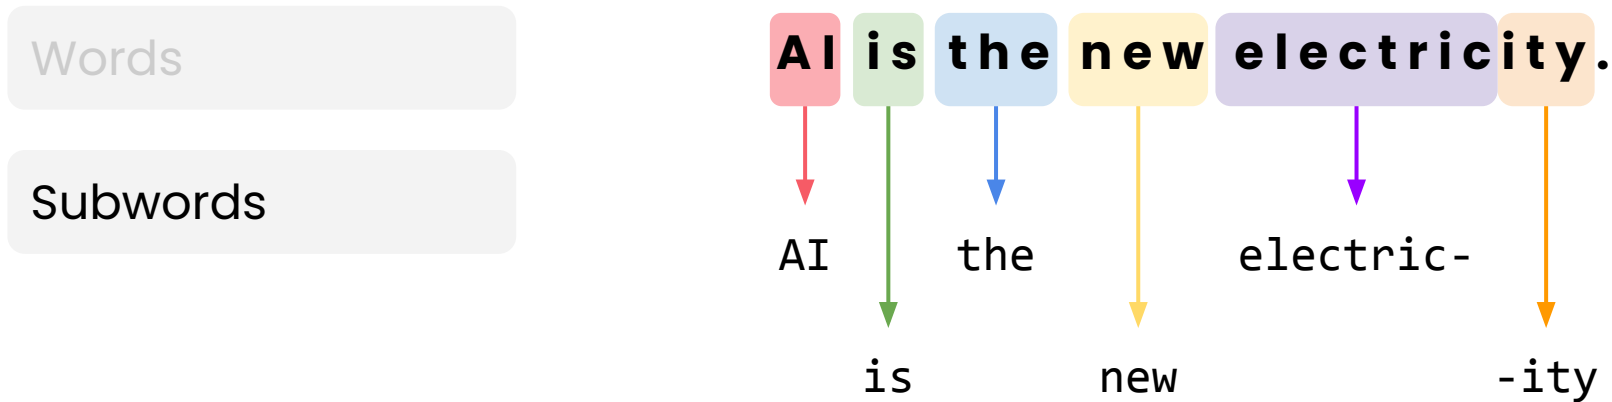 Words
Subwords
AI is the new electricity.
AI the electric-
is new -ity